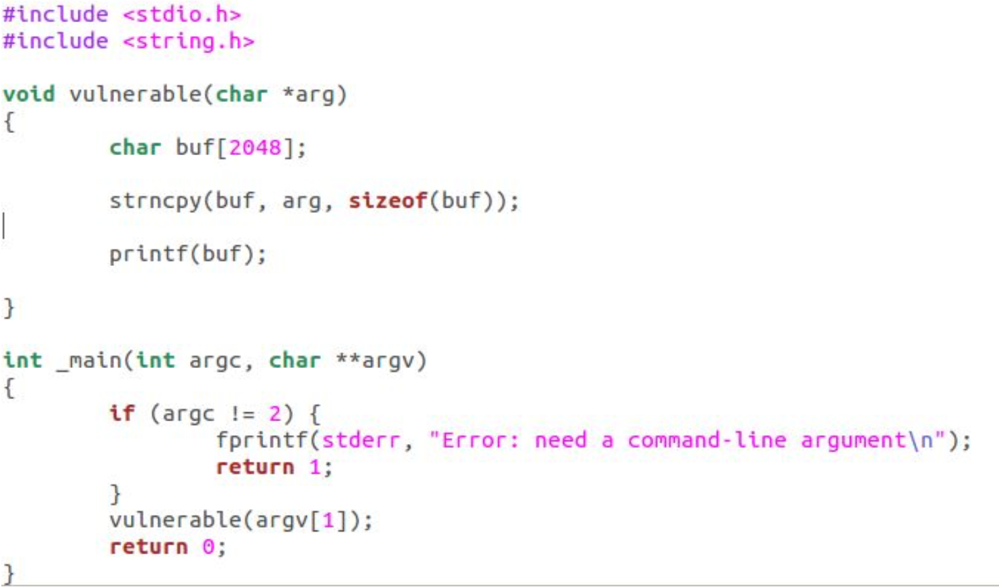 #include <stdio.h>
#include <string.h>
void vulnerable(char *arg)
{
char buf[2048];
strncpy(buf, arg, sizeof(buf));
printf(buf);
}
int _main(int argc, char **argv)
{
if (argc != 2) {
fprintf(stderr, "Error: need a command-line argument\n");
return 1;
}
vulnerable(argv[1]);
return 0;
}